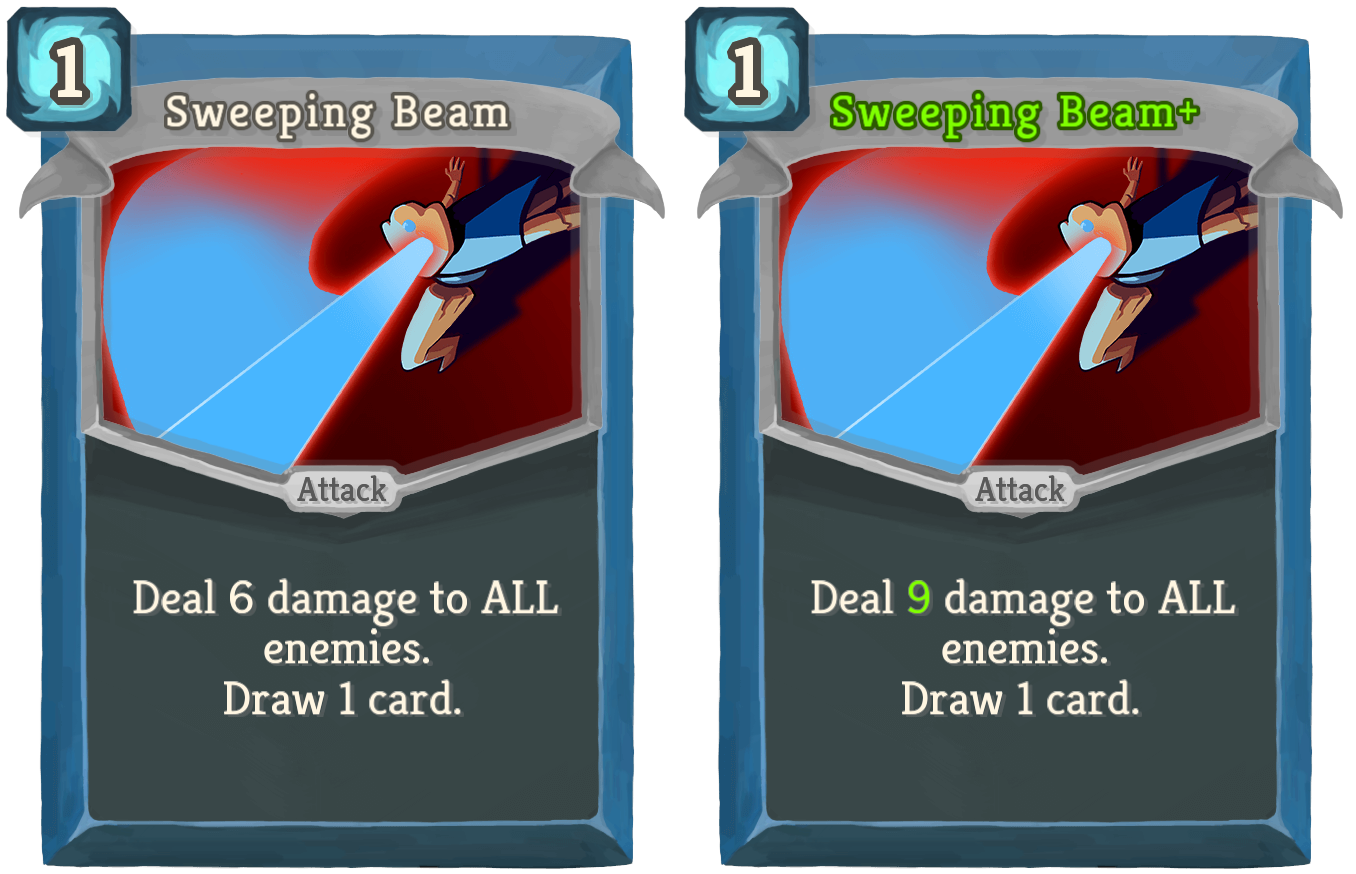 1
Sweeping Beam
Attack
Deal 6 damage to ALL
enemies.
Draw 1 card.
1
Sweeping Beam+
Attack
Deal 9 damage to ALL
enemies.
Draw 1 card.